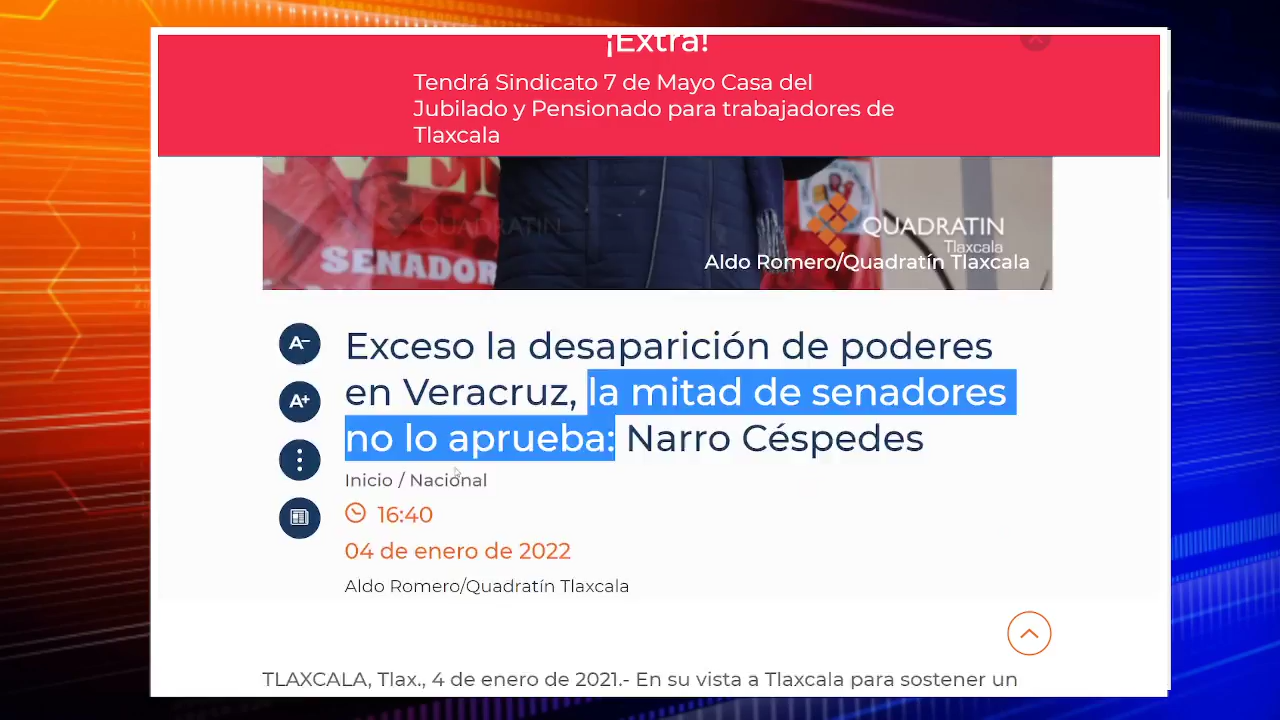 ¡Extra!
Tendrá Sindicato 7 de Mayo Casa del
Jubilado y Pensionado para trabajadores de
Tlaxcala
QUADRATIN
QUADRATIN
Tlaxcala
SENADOR
Aldo Romero/Quadratín Tlaxcala
A-
Exceso la desaparición de poderes
en Veracruz, la mitad de senadores
A+
no lo aprueba: Narro Céspedes
Inicio / Nacional
16:40
04 de enero de 2022
Aldo Romero/Quadratín Tlaxcala
TLAXCALA, Tlax., 4 de enero de 2021.- En su vista a Tlaxcala para sostener un